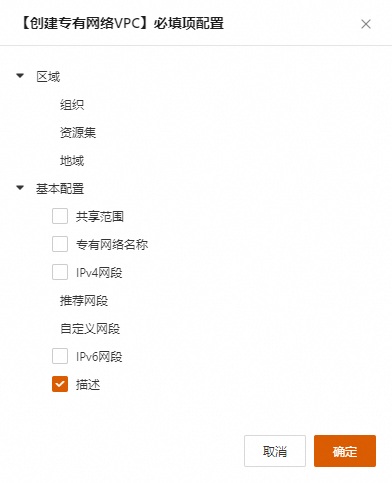 【创建专有网络VPC】必填项配置
区域
组织
资源集
地域
基本配置
共享范围
专有网络名称
IPv4网段
推荐网段
自定义网段
IPv6网段
描述
取消
确定